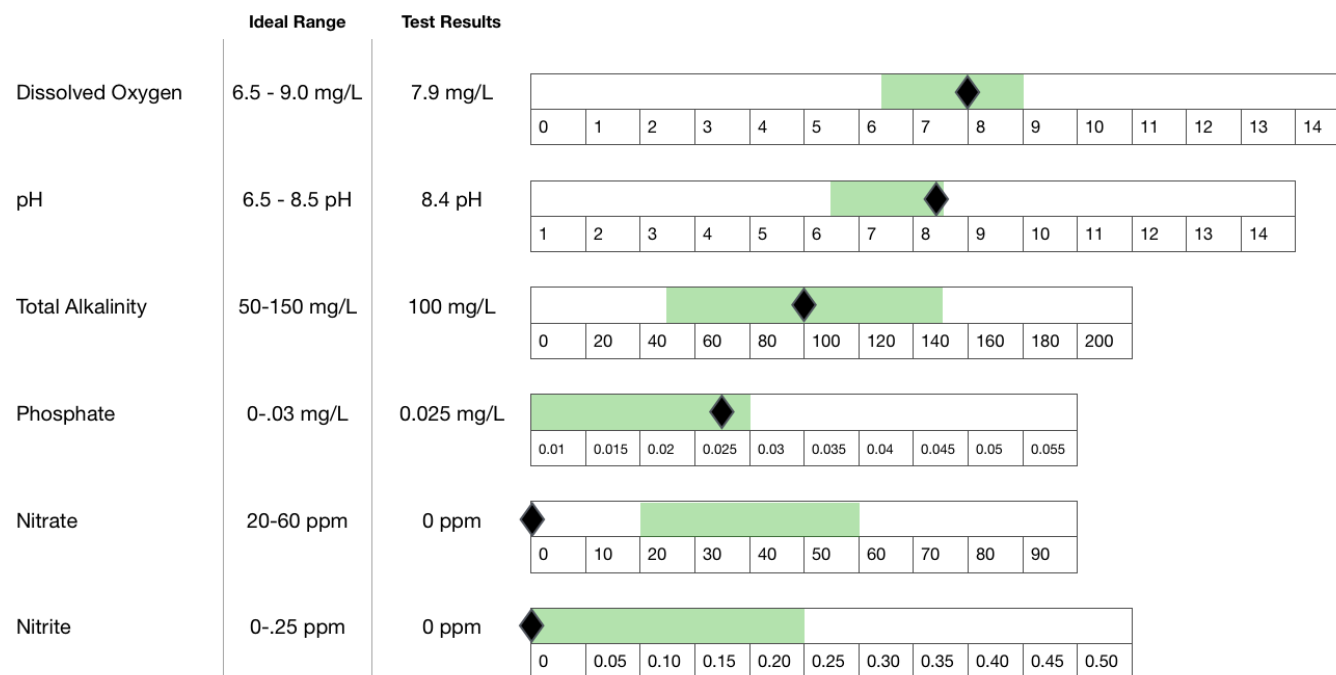 Ideal Range Test Results
Dissolved Oxygen 6.5 - 9.0 mg/L 7.9 mg/L
0 1 2 3 4 5 6 7 8 9 10 11 12 13 14
pH 6.5 - 8.5 pH 8.4 pH
1 2 3 4 5 6 7 8 9 10 11 12 13 14
Total Alkalinity 50-150 mg/L 100 mg/L
0 20 40 60 80 100 120 140 160 180 200
Phosphate 0-.03 mg/L 0.025 mg/L
0.01 0.015 0.02 0.025 0.03 0.035 0.04 0.045 0.05 0.055
Nitrate 20-60 ppm 0 ppm
0 10 20 30 40 50 60 70 80 90
Nitrite 0-.25 ppm 0 ppm
0 0.05 0.10 0.15 0.20 0.25 0.30 0.35 0.40 0.45 0.50